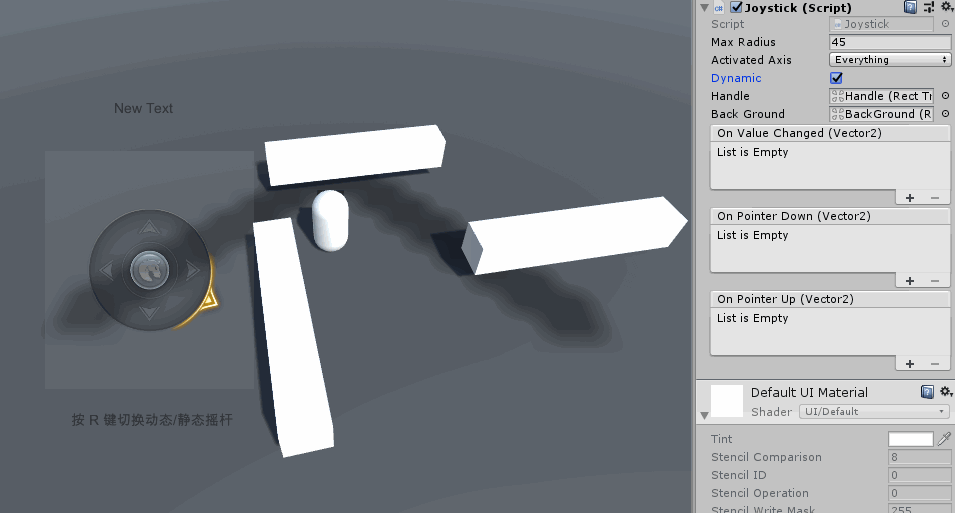 New Text
按 R 键切换动态/静态摇杆
Joystick (Script)
Script Joystick
Max Radius 45
Activated Axis Everything
Dynamic
Handle Handle (Rect Tr
Back Ground BackGround (R
On Value Changed (Vector2)
List is Empty
+ −
On Pointer Down (Vector2)
List is Empty
+ −
On Pointer Up (Vector2)
List is Empty
+ −
Default UI Material
Shader UI/Default
Tint
Stencil Comparison 8
Stencil ID 0
Stencil Operation 0
Stencil Write Mask 255